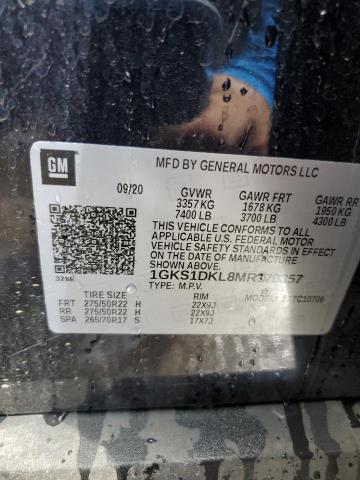 GM
MFD BY GENERAL MOTORS LLC
09/20 GVWR GAWR FRT GAWR RR
3357 KG 1678 KG 1950 KG
7400 LB 3700 LB 4300 LB
THIS VEHICLE CONFORMS TO ALL
APPLICABLE U.S. FEDERAL MOTOR
VEHICLE SAFETY STANDARDS IN EFFECT
ON THE DATE OF MANUFACTURE
SHOWN ABOVE.
TYPE: M.P.V.
TIRE SIZE RIM MODEL:
FRT 275/50R22 H 22X9J
RR 275/50R22 H 22X9J
SPA 265/70R17 S 17X7J